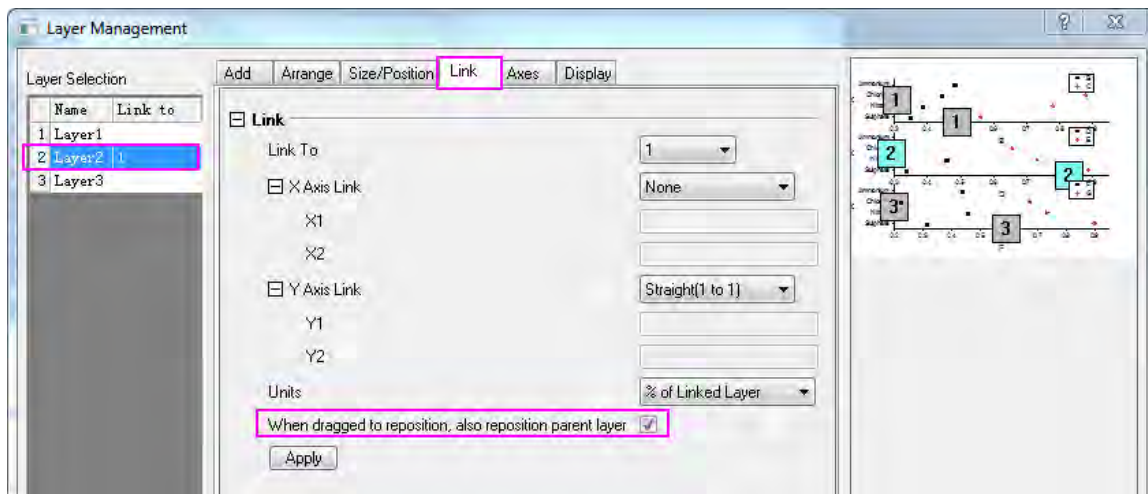 Layer Management
Layer Selection
Name Link to
1 Layer1
2 Layer2 1
3 Layer3
Add Arrange Size/Position Link Axes Display
Link
Link To 1
X Axis Link None
X1
X2
Y Axis Link Straight(1 to 1)
Y1
Y2
Units % of Linked Layer
When dragged to reposition, also reposition parent layer
Apply
1
1
2
2
3*
3